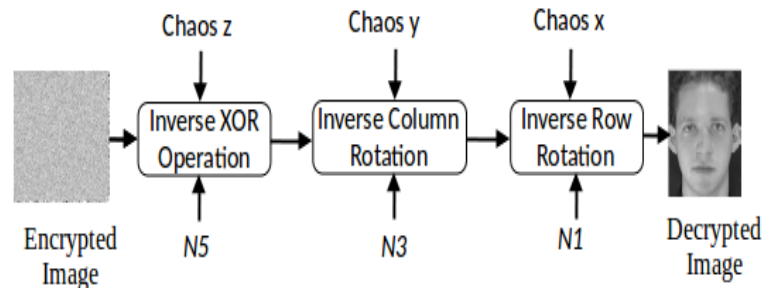 Chaos z
Chaos y
Chaos x
Inverse XOR
Operation
Inverse Column
Rotation
Inverse Row
Rotation
Encrypted
Image
N5
N3
N1
Decrypted
Image